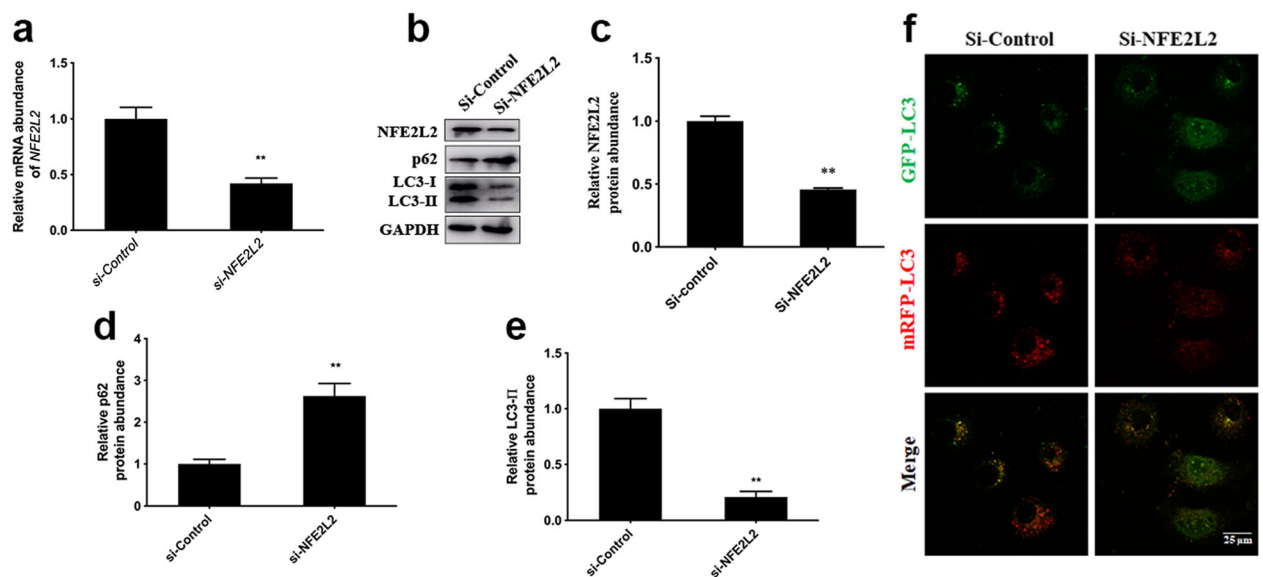 a
Relative mRNA abundance
of NFE2L2
1.5
1.0
0.5
0.0
**
si-Control
si-NFE2L2
b
Si-Control
Si-NFE2L2
NFE2L2
p62
LC3-I
LC3-II
GAPDH
c
Relative NFE2L2
protein abundance
1.5
1.0
0.5
0.0
**
Si-control
Si-NFE2L2
d
Relative p62
protein abundance
4
3
2
1
0
**
si-Control
si-NFE2L2
e
Relative LC3-Π
protein abundance
1.5
1.0
0.5
0.0
**
si-Control
si-NFE2L2
f
Si-Control
Si-NFE2L2
GFP-LC3
mRFP-LC3
Merge
25 μm